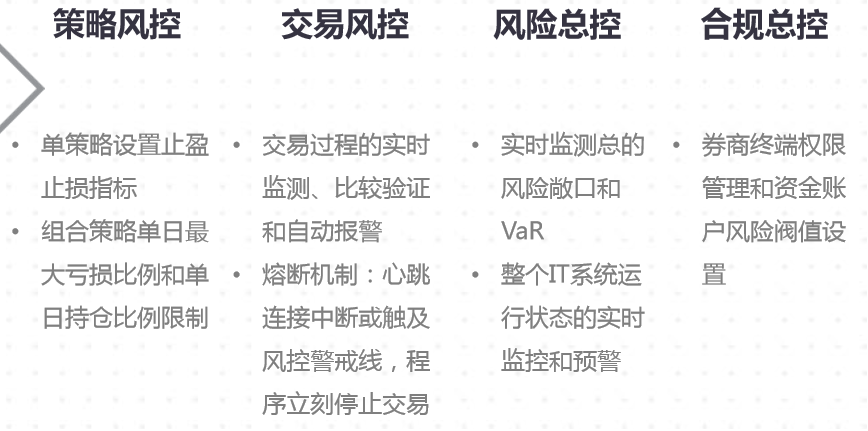 策略风控
• 单策略设置止盈
止损指标
• 组合策略单日最
大亏损比例和单
日持仓比例限制
交易风控
• 交易过程的实时
监测、比较验证
和自动报警
• 熔断机制：心跳
连接中断或触及
风控警戒线，程
序立刻停止交易
风险总控
• 实时监测总的
风险敞口和
VaR
• 整个IT系统运
行状态的实时
监控和预警
合规总控
• 券商终端权限
管理和资金账
户风险阀值设
置